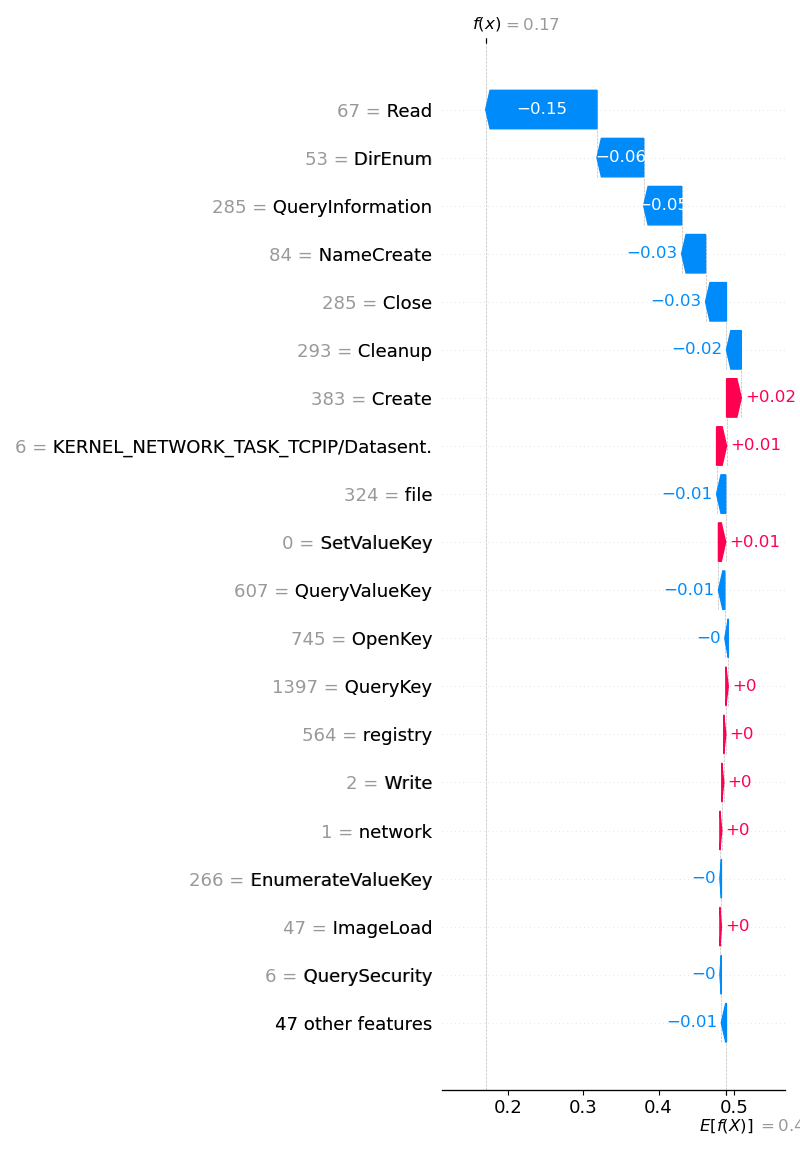 f(x) = 0.17
67 = Read −0.15
53 = DirEnum −0.06
285 = QueryInformation −0.05
84 = NameCreate −0.03
285 = Close −0.03
293 = Cleanup −0.02
383 = Create +0.02
6 = KERNEL_NETWORK_TASK_TCPIP/Datasent. +0.01
324 = file −0.01
0 = SetValueKey +0.01
607 = QueryValueKey −0.01
745 = OpenKey −0
1397 = QueryKey +0
564 = registry +0
2 = Write +0
1 = network +0
266 = EnumerateValueKey −0
47 = ImageLoad +0
6 = QuerySecurity −0
47 other features −0.01
0.2 0.3 0.4 0.5
E[f(X)] = 0.4